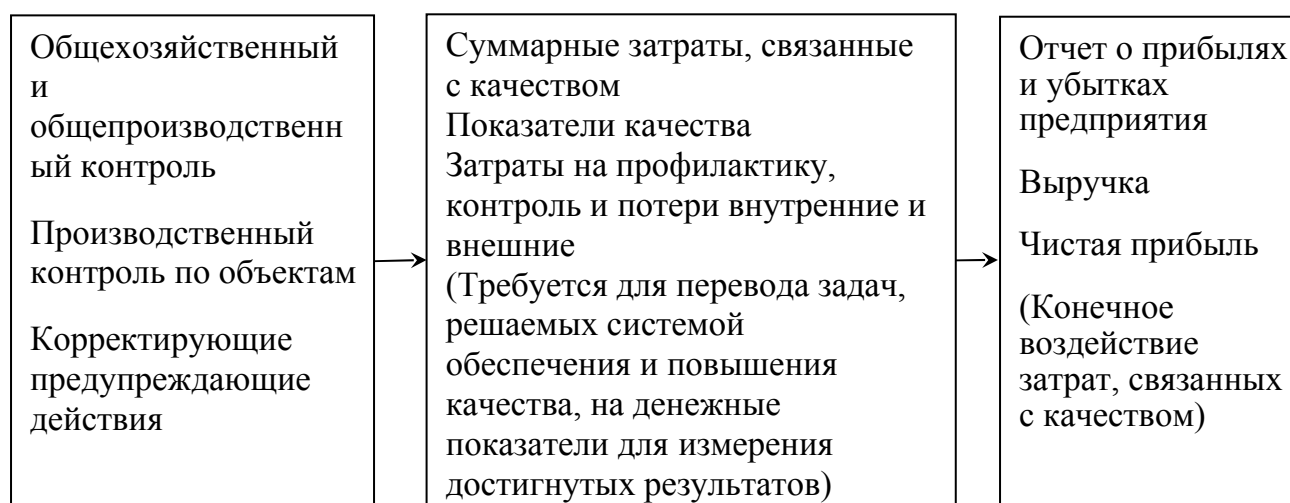 Общехозяйственный
и
общепроизводственн
ый контроль
Производственный
контроль по объектам
Корректирующие
предупреждающие
действия
Суммарные затраты, связанные
с качеством
Показатели качества
Затраты на профилактику,
контроль и потери внутренние и
внешние
(Требуется для перевода задач,
решаемых системой
обеспечения и повышения
качества, на денежные
показатели для измерения
достигнутых результатов)
Отчет о прибылях
и убытках
предприятия
Выручка
Чистая прибыль
(Конечное
воздействие
затрат, связанных
с качеством)